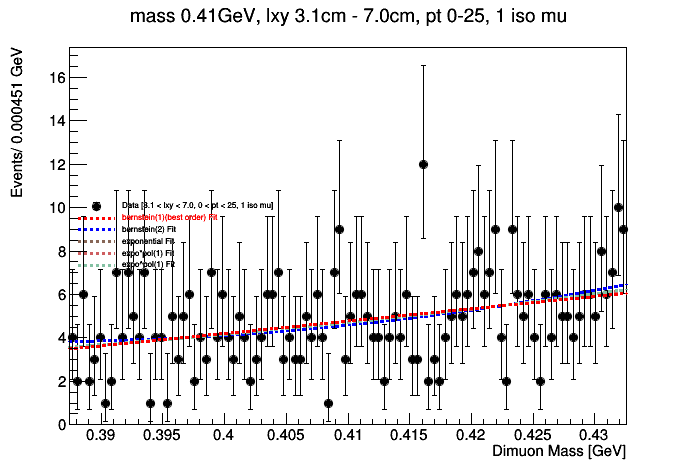 mass 0.41GeV, lxy 3.1cm - 7.0cm, pt 0-25, 1 iso mu
Events/ 0.000451 GeV
16
14
12
10
8
6
4
2
0
Data [3.1 < lxy < 7.0, 0 < pt < 25, 1 iso mu]
bernstein(1)(best order) Fit
bernstein(2) Fit
exponential Fit
expo*pol(1) Fit
expo*pol(1) Fit
0.39 0.395 0.4 0.405 0.41 0.415 0.42 0.425 0.43
Dimuon Mass [GeV]